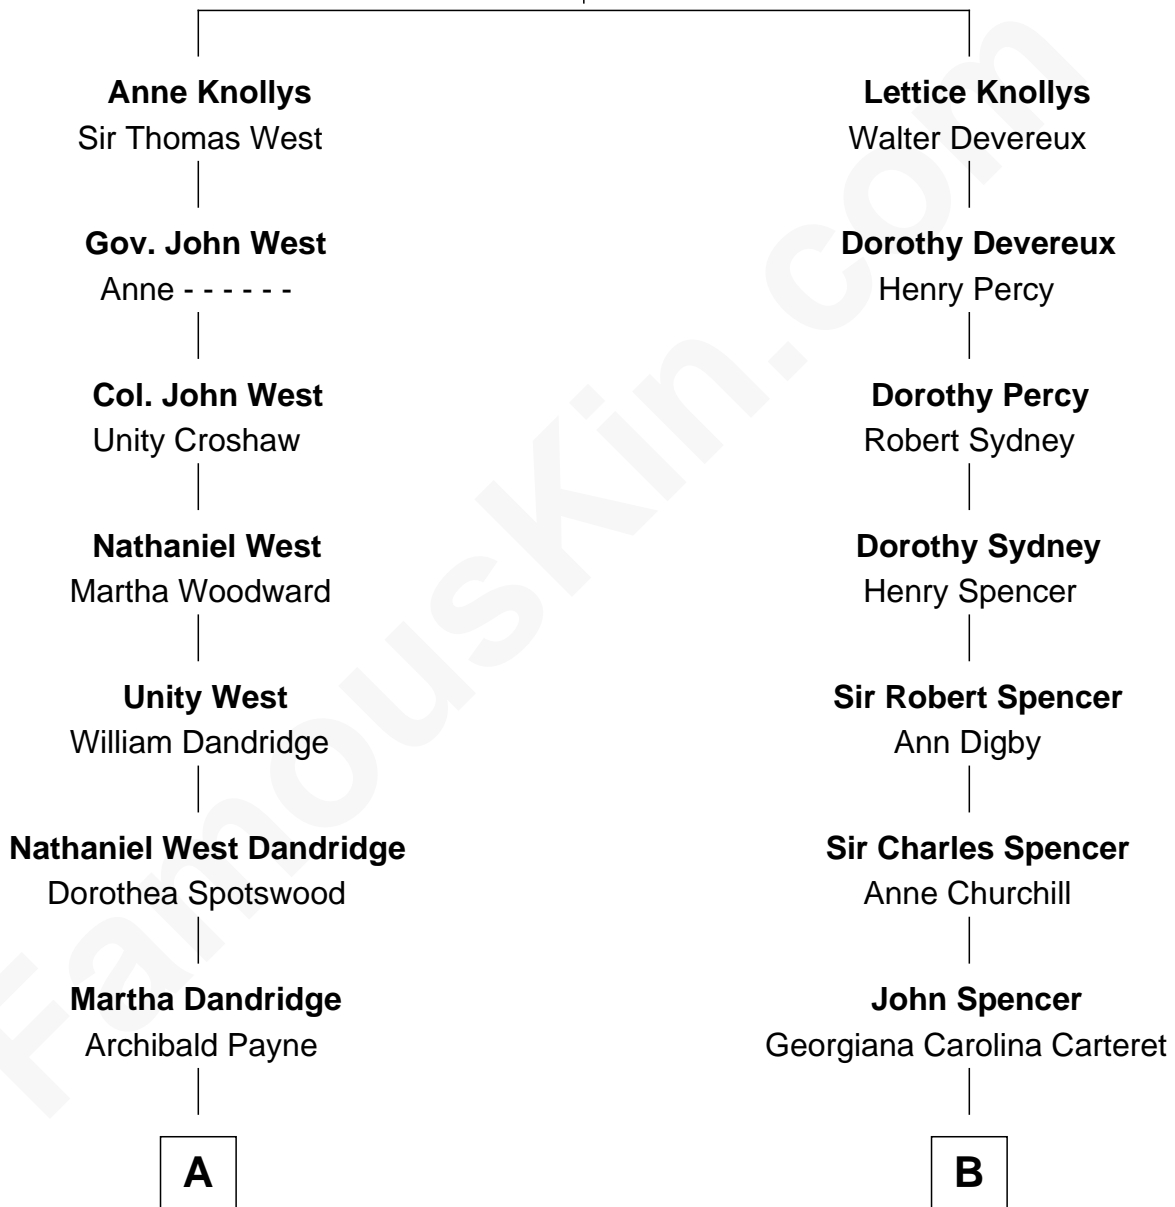 Anne Knollys
Sir Thomas West
Gov. John West
Anne - - - - - -
Col. John West
Unity Croshaw
Nathaniel West
Martha Woodward
Unity West
William Dandridge
Nathaniel West Dandridge
Dorothea Spotswood
Martha Dandridge
Archibald Payne
A
Lettice Knollys
Walter Devereux
Dorothy Devereux
Henry Percy
Dorothy Percy
Robert Sydney
Dorothy Sydney
Henry Spencer
Sir Robert Spencer
Ann Digby
Sir Charles Spencer
Anne Churchill
John Spencer
Georgiana Carolina Carteret
B
FamousKin.com